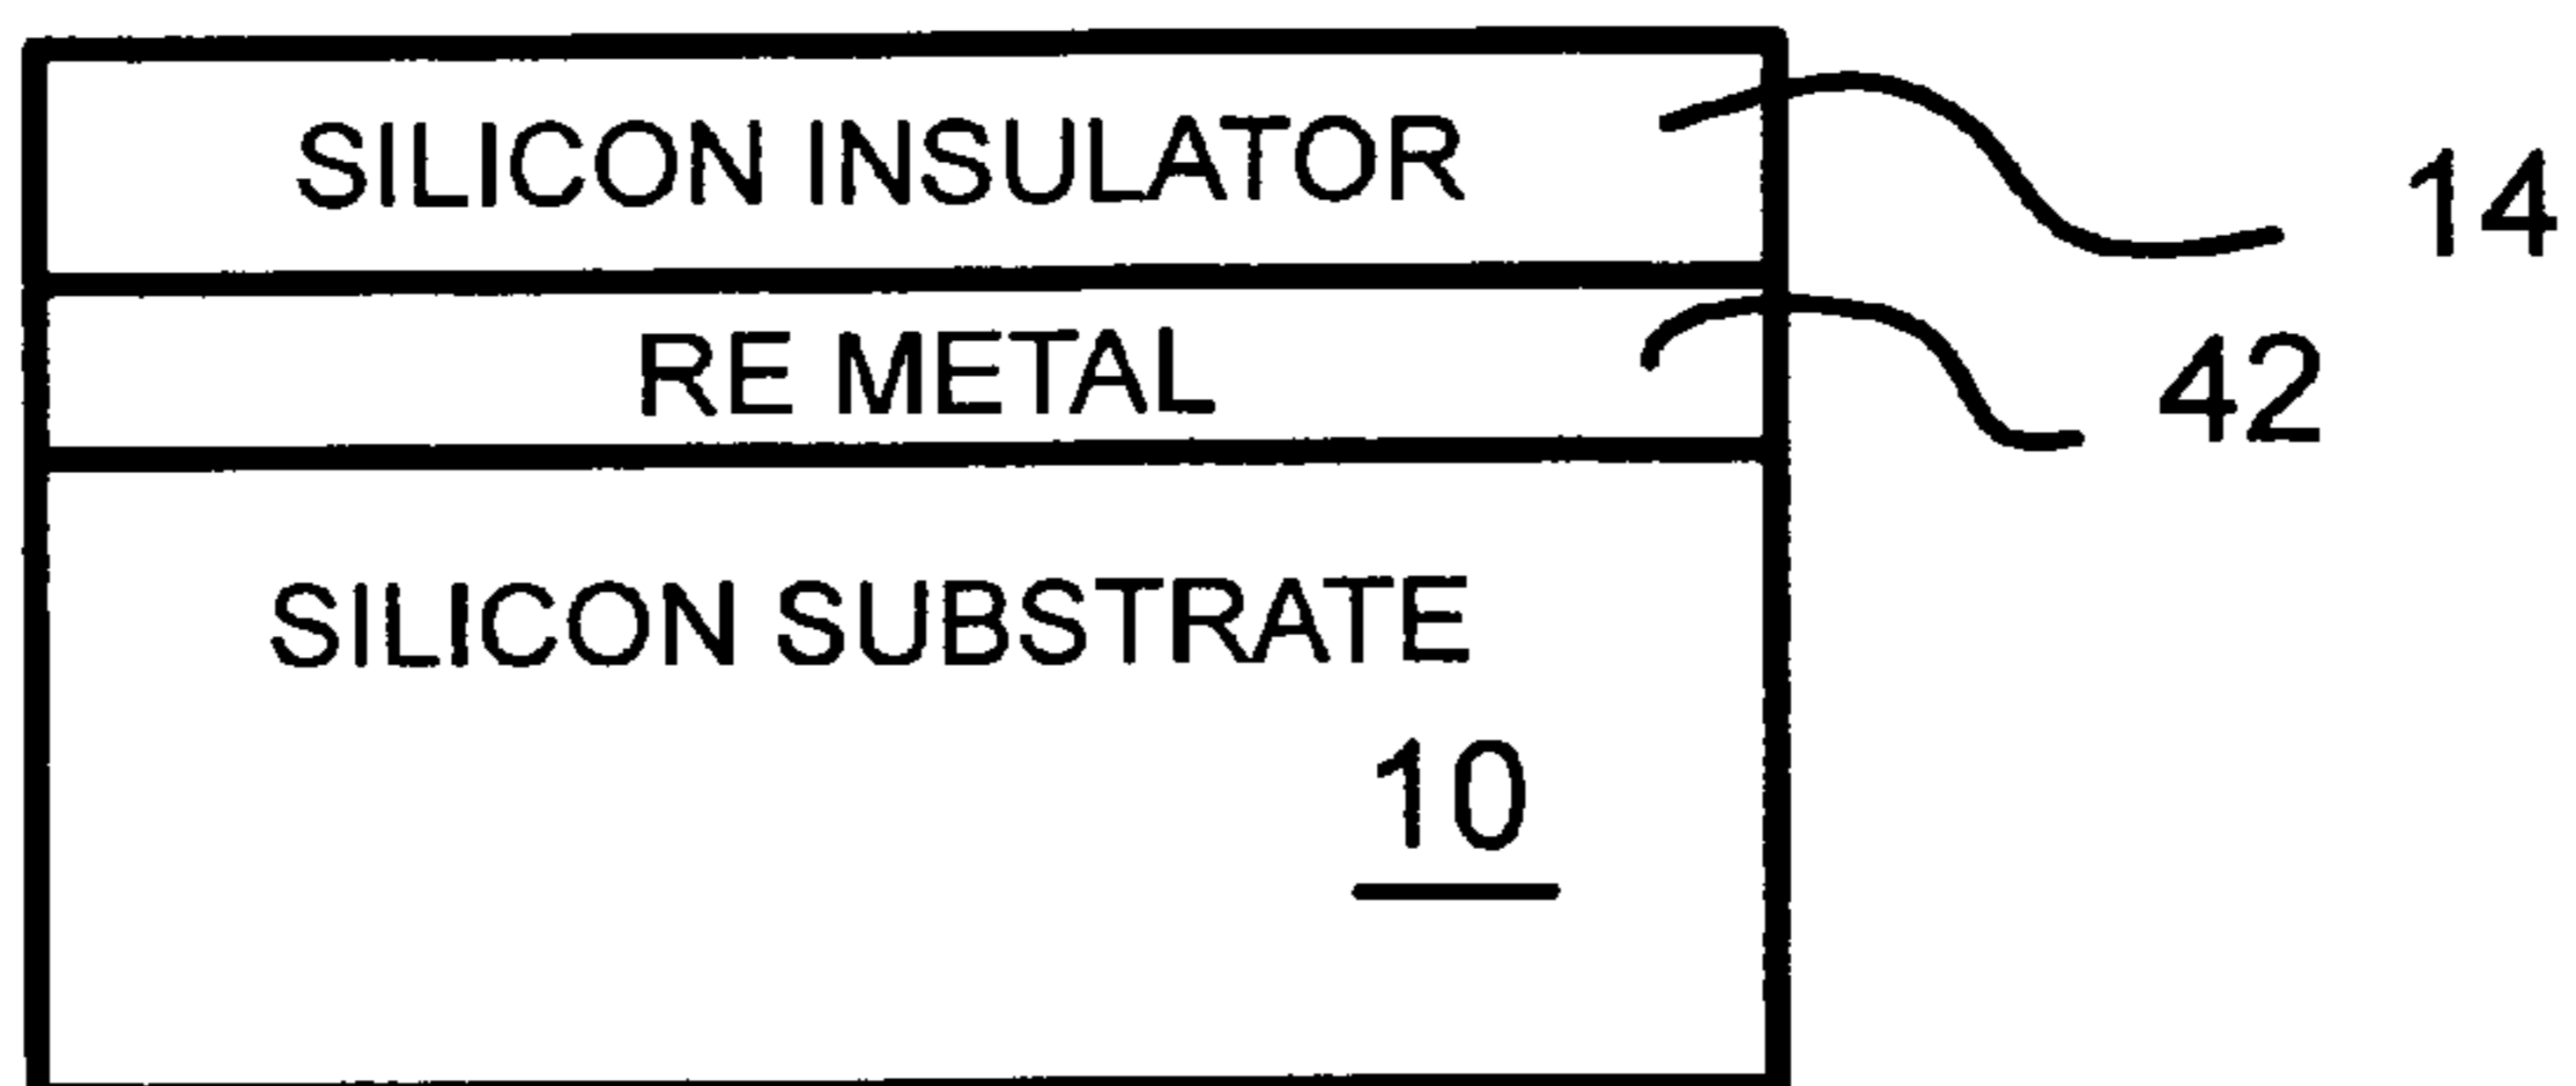 SILICON INSULATOR
14
RE METAL
42
SILICON SUBSTRATE
10